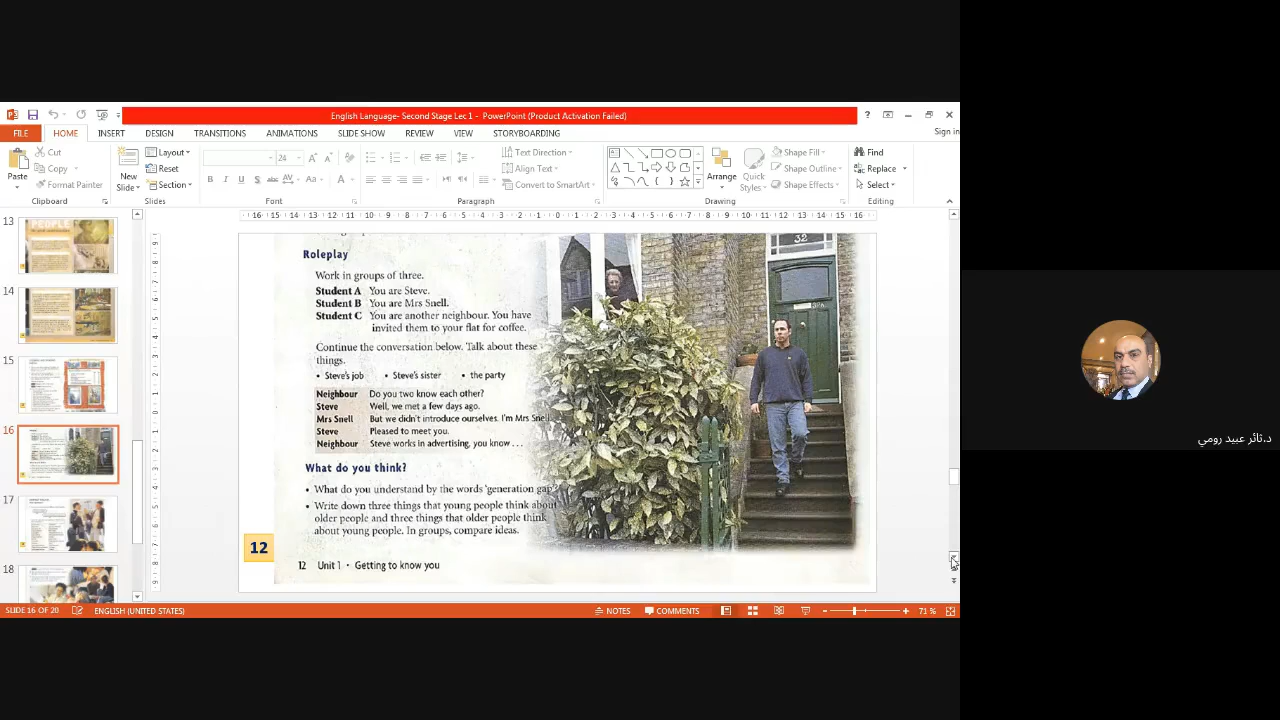 English Language- Second Stage Lec 1 - PowerPoint (Product Activation Failed)
FILE HOME INSERT DESIGN TRANSITIONS ANIMATIONS SLIDE SHOW REVIEW VIEW STORYBOARDING Sign in
Paste
Cut
Copy
Format Painter
Clipboard
New Slide
Layout
Reset
Section
Slides
24
Font
Paragraph
Text Direction
Align Text
Convert to SmartArt
Arrange
Quick Styles
Shape Fill
Shape Outline
Shape Effects
Drawing
Find
Replace
Select
Editing
13
14
15
16
17
18
32
Roleplay
Work in groups of three.
Student A You are Steve.
Student B You are Mrs Snell.
Student C You are another neighbour. You have
invited them to your flat for coffee.
Continue the conversation below. Talk about these
things.
• Steve's job • Steve's sister • the party
Neighbour Do you two know each other?
Steve Well, we met a few days ago.
Mrs Snell But we didn't introduce ourselves. I'm Mrs Snell.
Steve Pleased to meet you.
Neighbour Steve works in advertising, you know . . .
What do you think?
• What do you understand by the words 'generation gap'
• Write down three things that young people think about
older people and three things that older people think
about young people. In groups, compare ideas.
12
12 Unit 1 • Getting to know you
SLIDE 16 OF 20 ENGLISH (UNITED STATES) NOTES COMMENTS 71 %
د.ثائر عبيد رومي